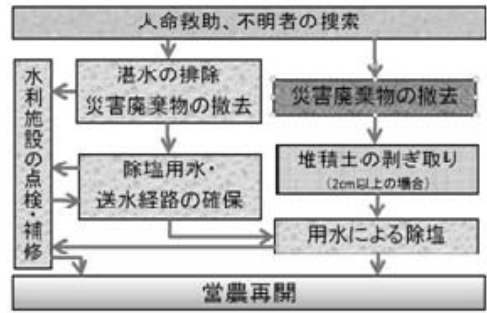 人命救助、不明者の捜索
水利施設の点検・補修
湛水の排除
災害廃棄物の撤去
除塩用水・
送水経路の確保
災害廃棄物の撤去
堆積土の剥ぎ取り
(2cm以上の場合)
用水による除塩
営農再開